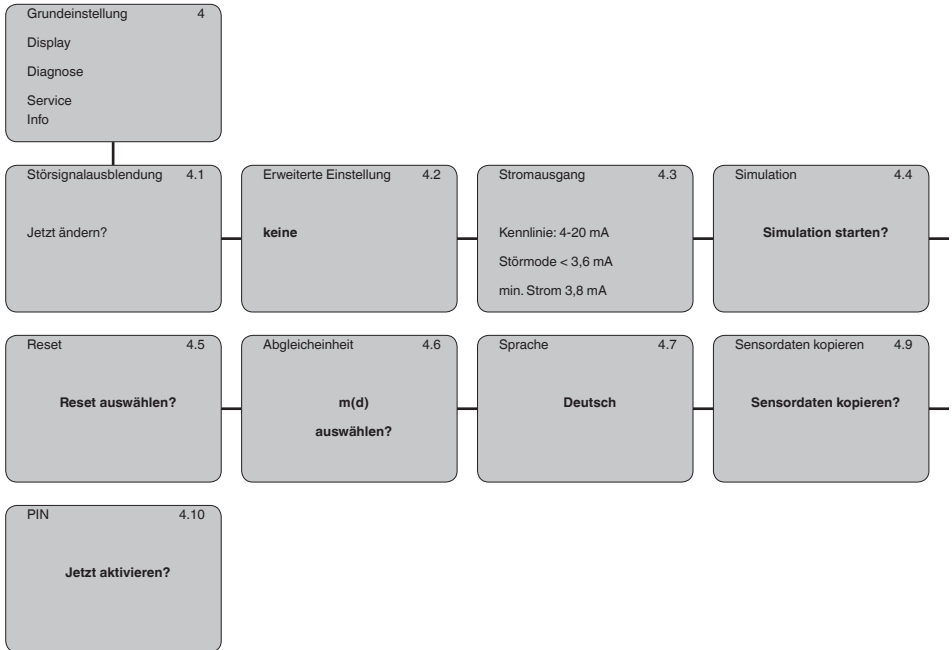 Grundeinstellung 4
Display
Diagnose
Service
Info
Störsignalausblendung 4.1
Jetzt ändern?
Erweiterte Einstellung 4.2
keine
Stromausgang 4.3
Kennlinie: 4-20 mA
Störmode < 3,6 mA
min. Strom 3,8 mA
Simulation 4.4
Simulation starten?
Reset 4.5
Reset auswählen?
Abgleicheinheit 4.6
m(d)
auswählen?
Sprache 4.7
Deutsch
Sensordaten kopieren 4.9
Sensordaten kopieren?
PIN 4.10
Jetzt aktivieren?